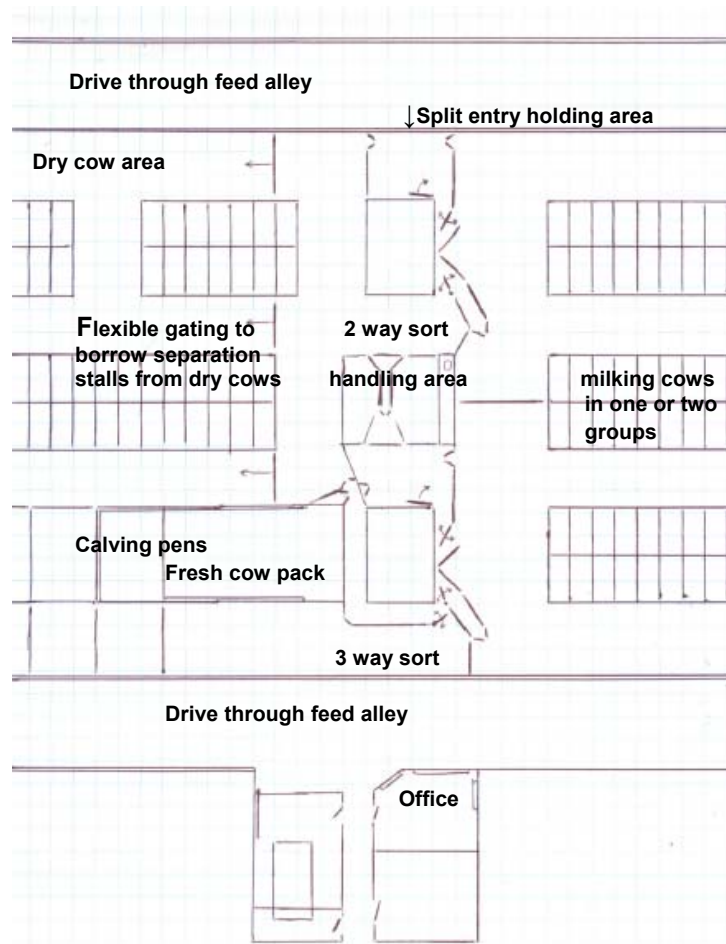 Drive through feed alley
↓Split entry holding area
Dry cow area
Flexible gating to
borrow separation
stalls from dry cows
2 way sort
handling area
milking cows
in one or two
groups
Calving pens
Fresh cow pack
3 way sort
Drive through feed alley
Office